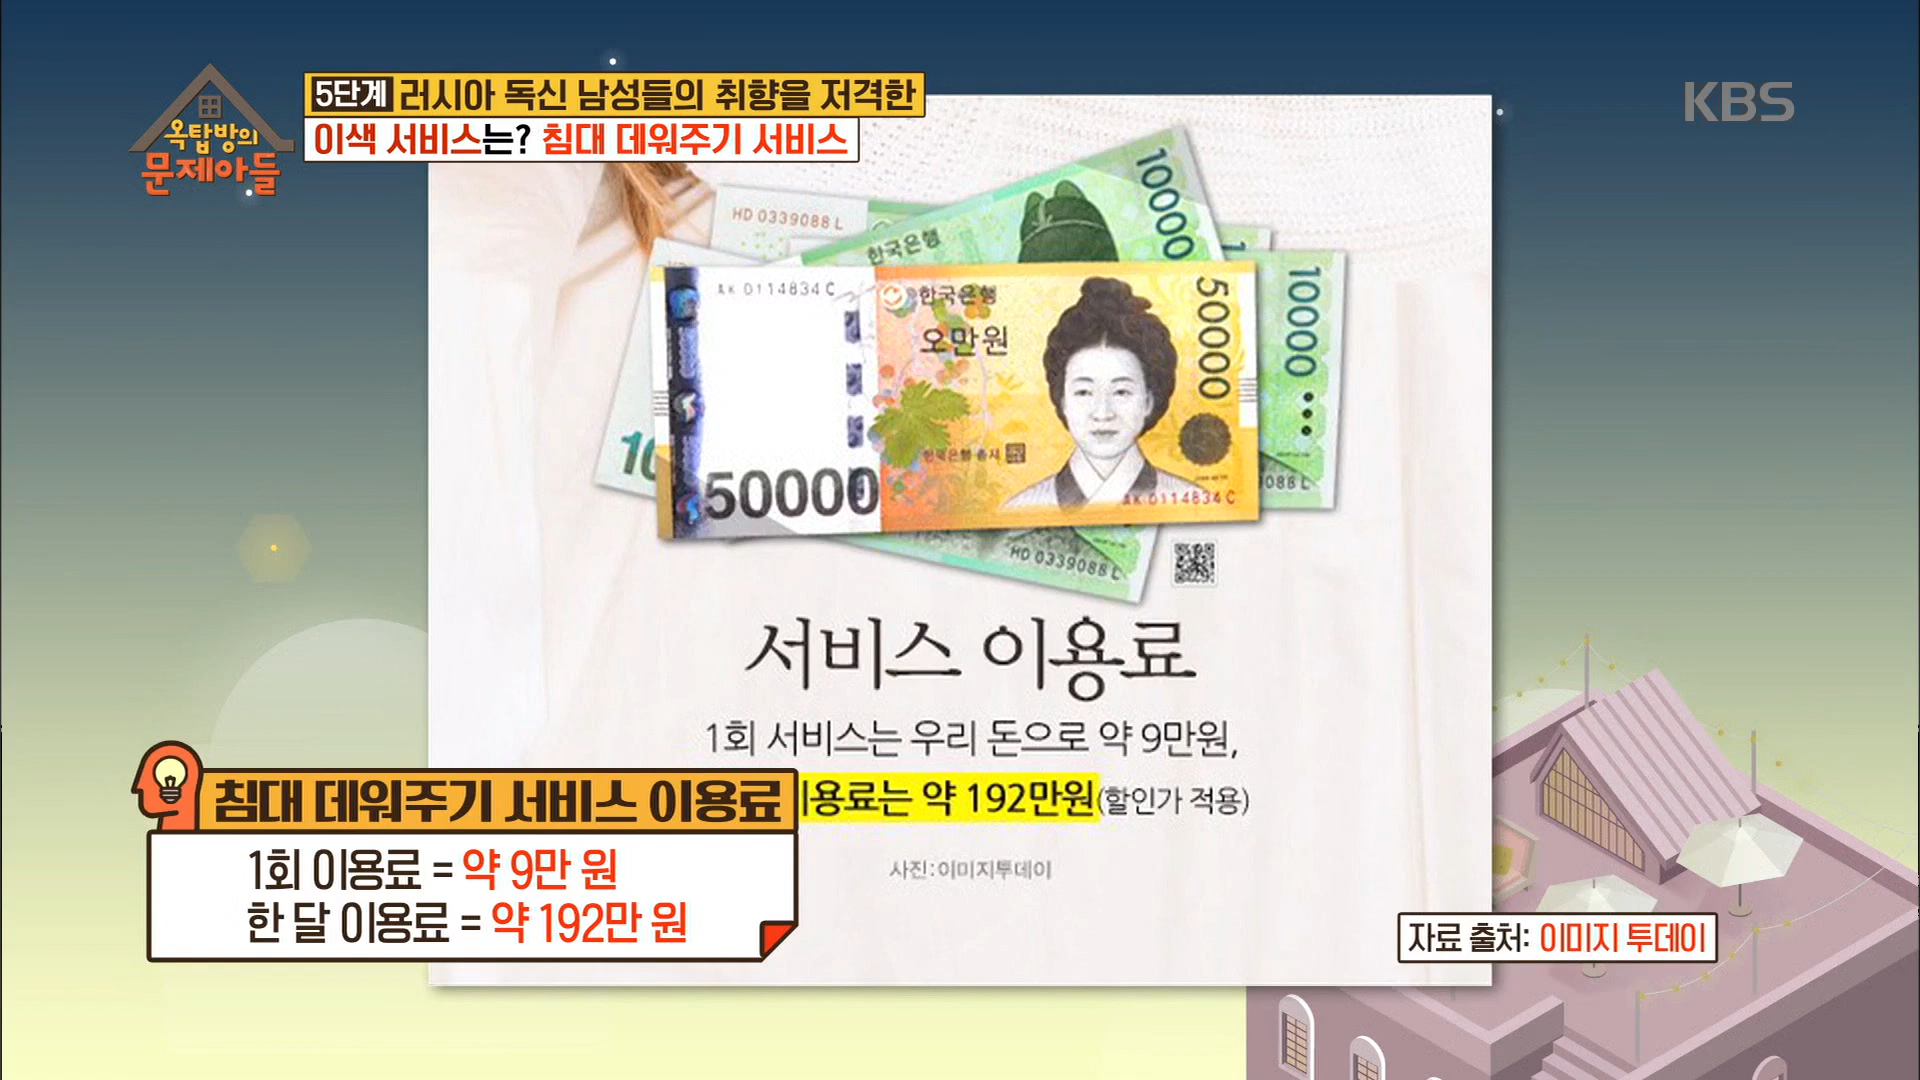 옥탑방의
문제아들
5단계 러시아 독신 남성들의 취향을 저격한
이색 서비스는? 침대 데워주기 서비스
KBS
HD 0339088 L
한국은행
10000
AK 0114834 C
한국은행
오만원
50000
10000
한국은행 총재
50000
AK 0114834 C
088 L
HD 0339088 L
서비스 이용료
1회 서비스는 우리 돈으로 약 9만원,
이용료는 약 192만원(할인가 적용)
사진:이미지투데이
침대 데워주기 서비스 이용료
1회 이용료 = 약 9만 원
한 달 이용료 = 약 192만 원
자료 출처: 이미지 투데이